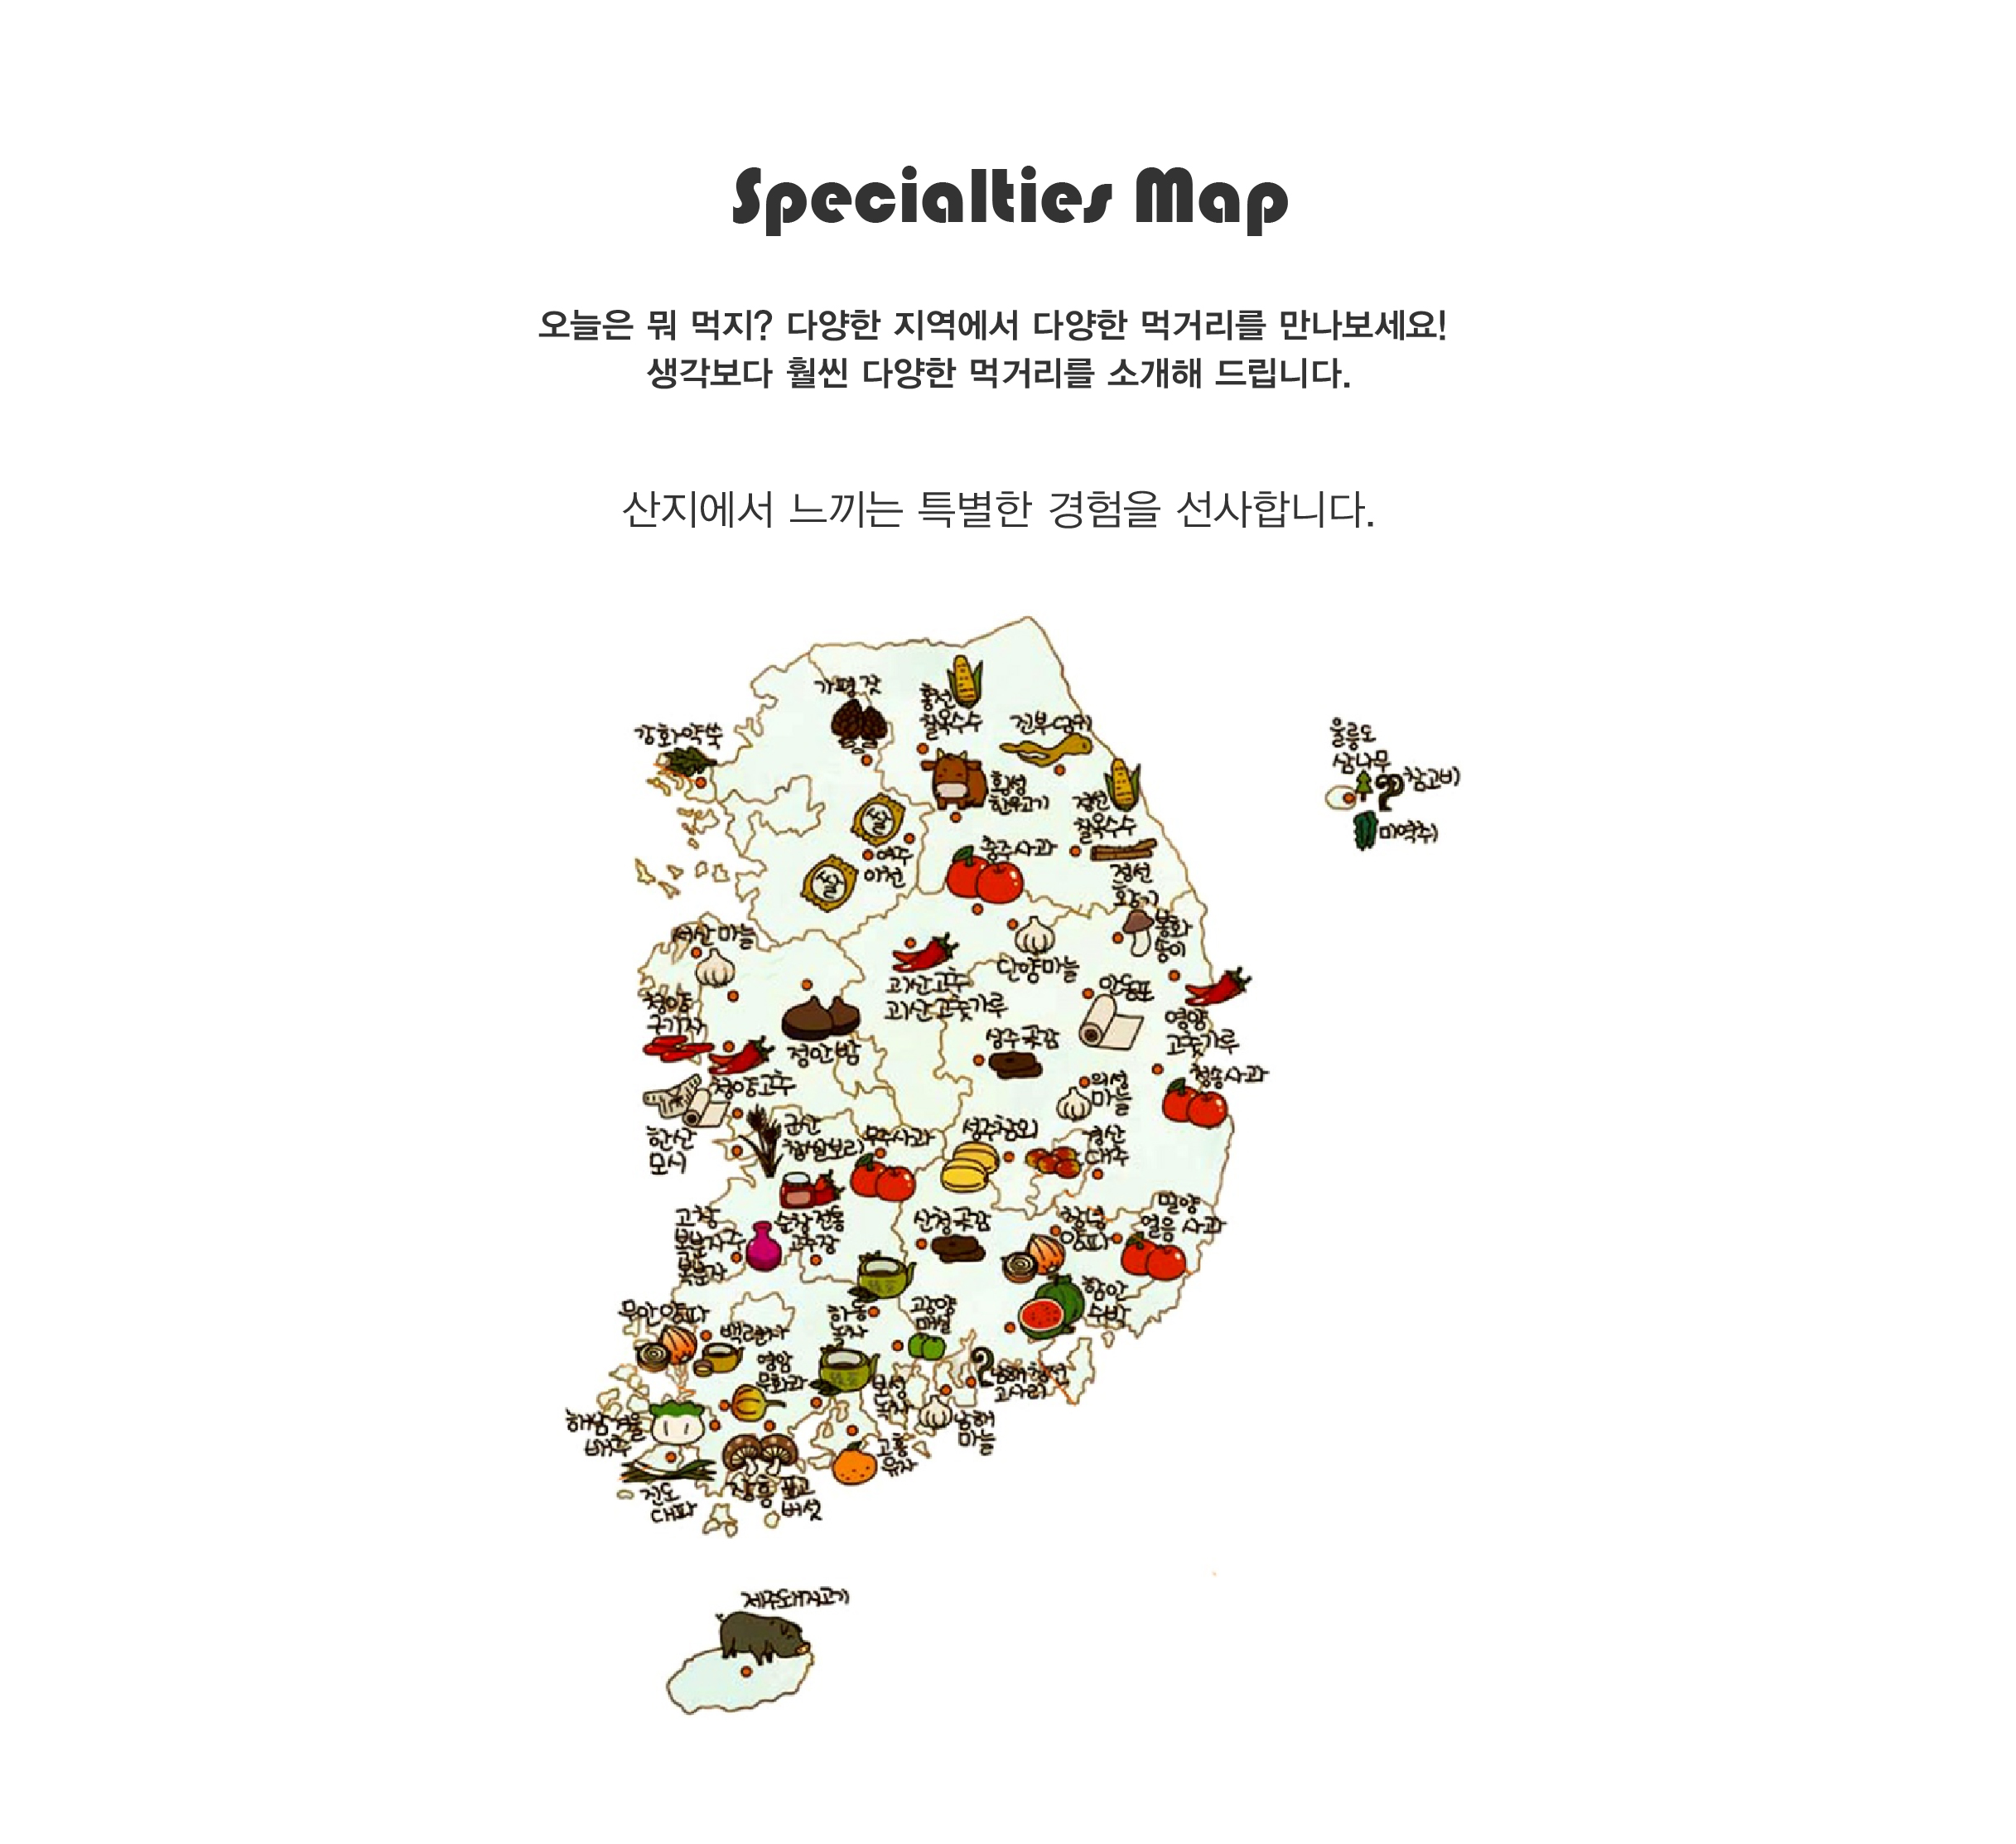 Specialties Map
오늘은 뭐 먹지? 다양한 지역에서 다양한 먹거리를 만나보세요!
생각보다 훨씬 다양한 먹거리를 소개해 드립니다.
산지에서 느끼는 특별한 경험을 선사합니다.
가평 잣
홍천
찰옥수수
진부
강화약쑥
울릉도
삼나무
참고비
미역취
횡성
한우고기
정선
찰옥수수
쌀
여주
이천
쌀
충주사과
정선
황기
봉화
송이
서산마늘
단양마늘
괴산고추
괴산고춧가루
안동포
영양
고춧가루
청양
구기자
정안밤
상주곶감
청양고추
의성
마늘
청송사과
한산
모시
군산
찰쌀보리
무주사과
성주참외
경산
대추
고창
복분자주
복분자
순창전통
고추장
산청곶감
창녕
양파
밀양
얼음 사과
함안
수박
무안양파
백련차
영암
무화과
하동
녹차
광양
매실
보성
녹차
남해창선
고사리
남해
마늘
해남겨울
배추
진도
대파
장흥 표고
버섯
고흥
유자
제주돼지고기